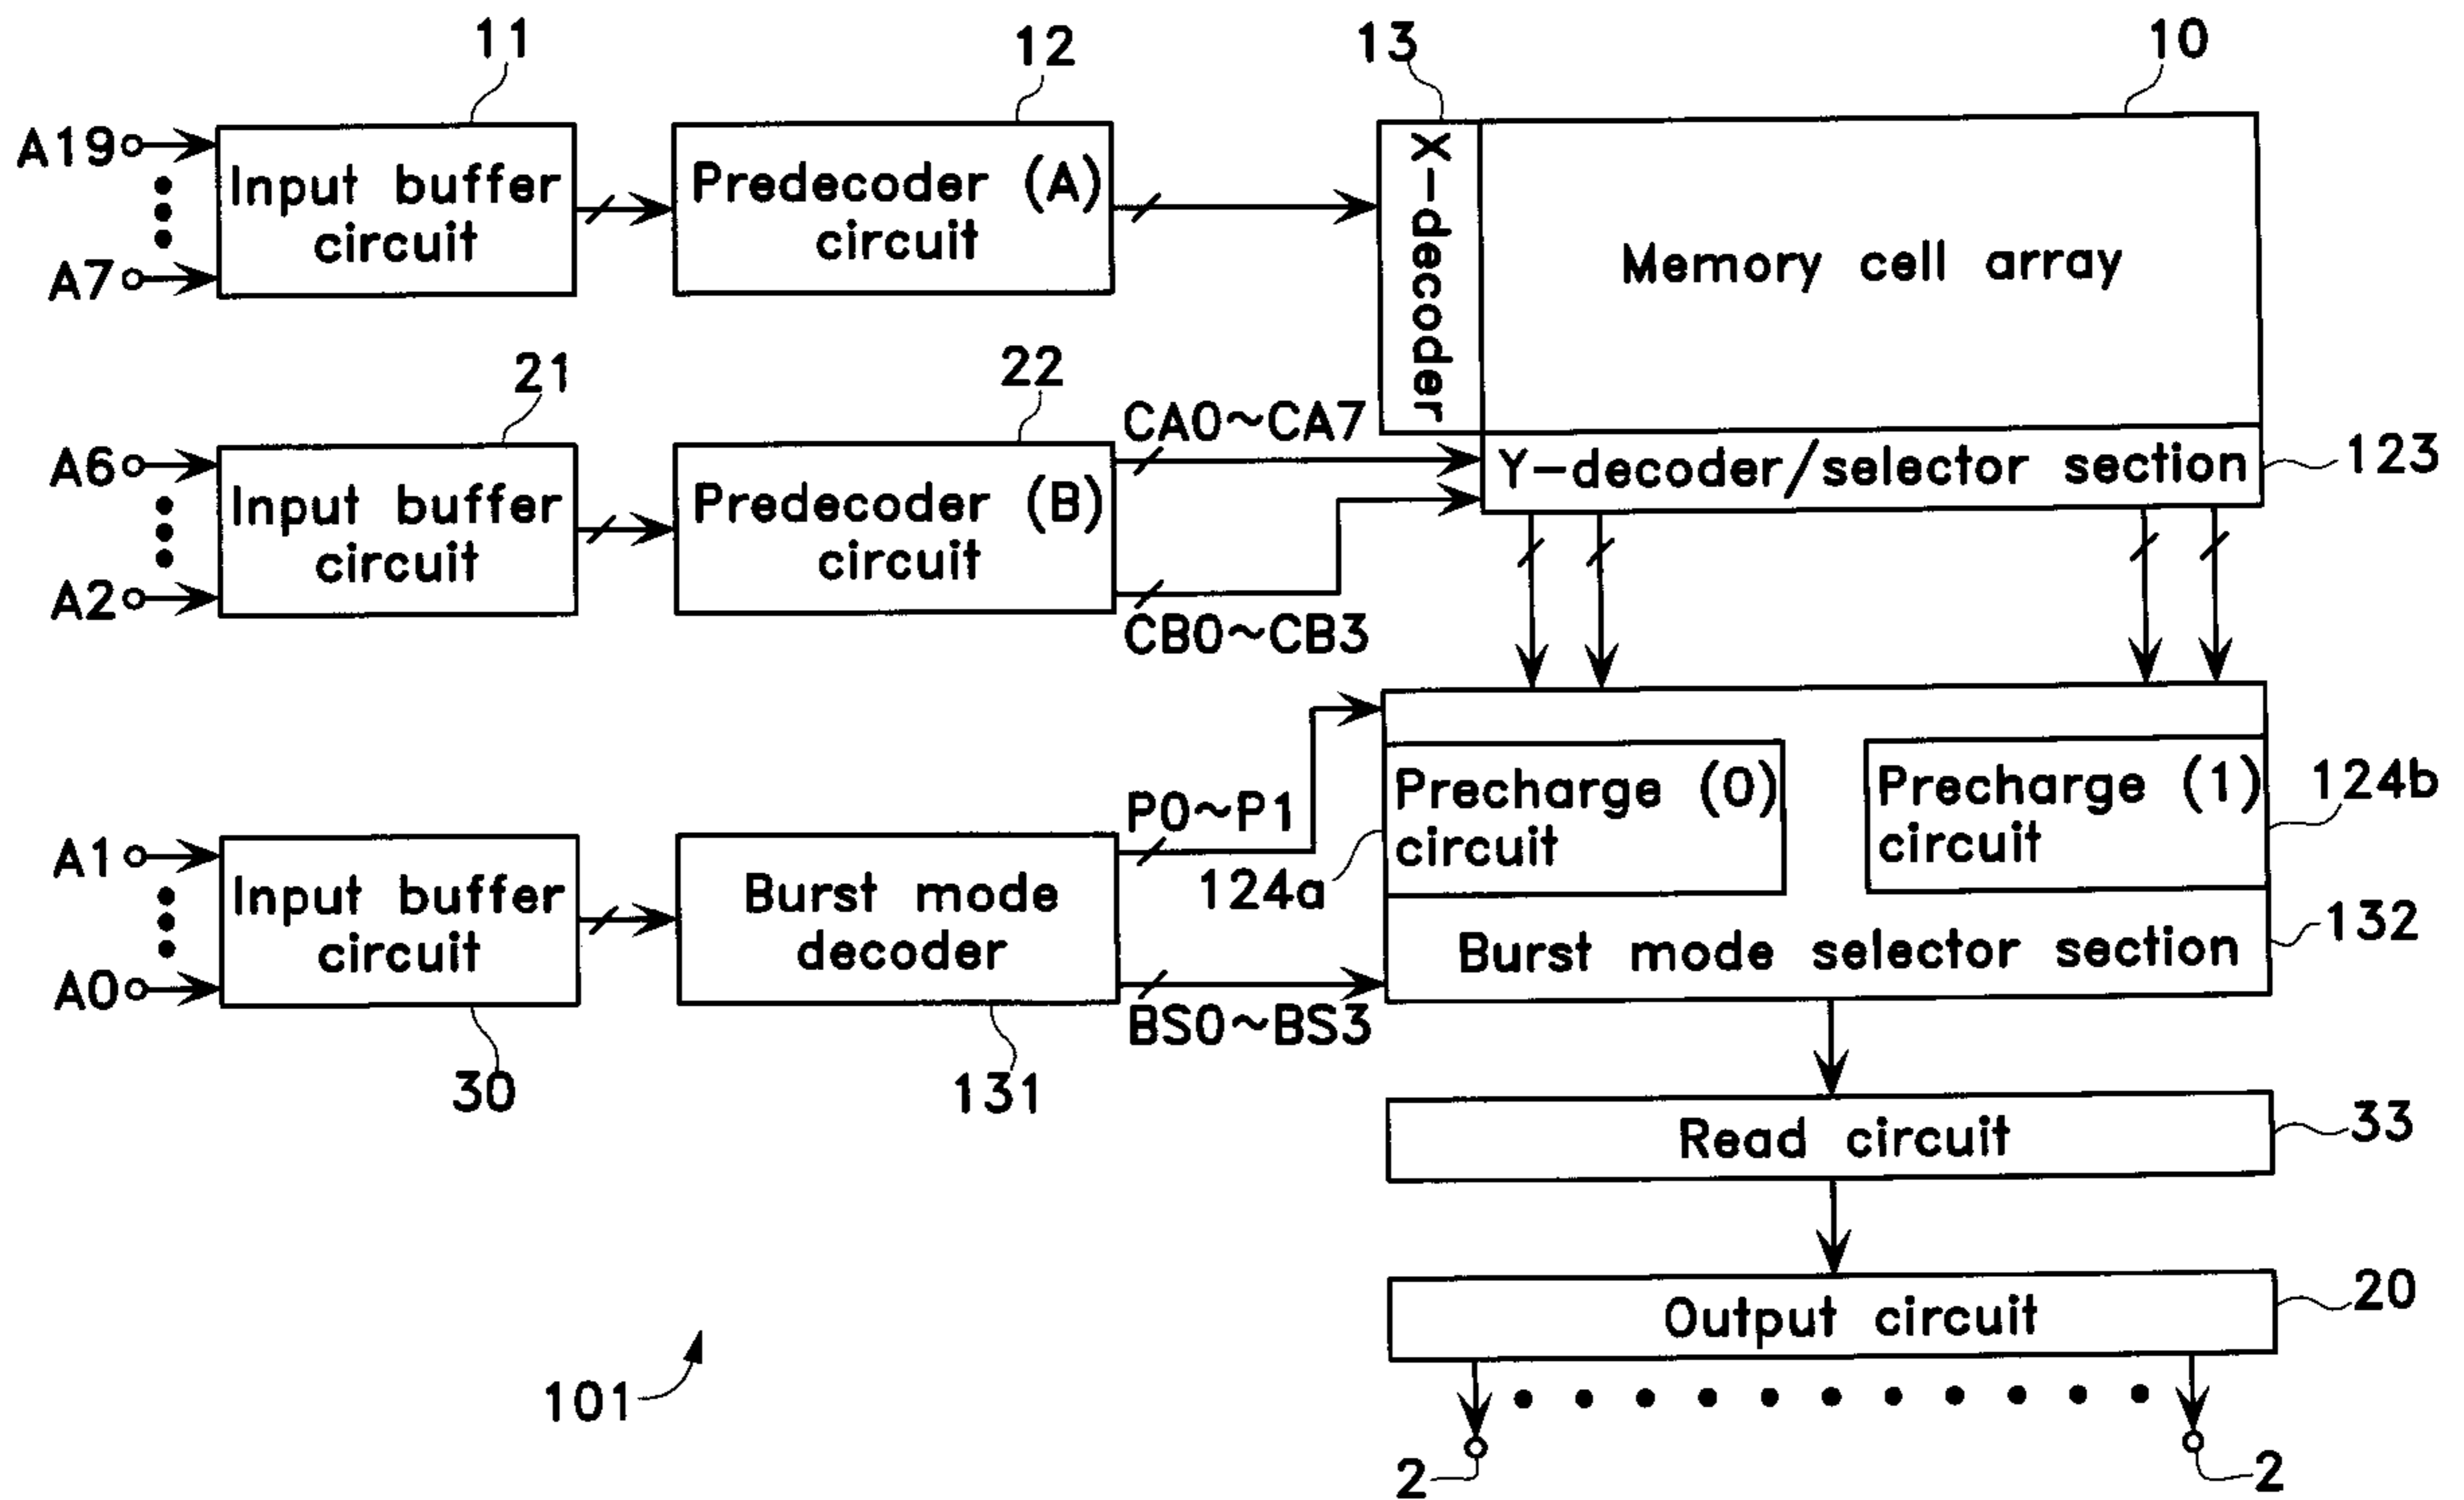 11
12
13
10
A19
A7
Input buffer
circuit
Predecoder (A)
circuit
X-decoder
Memory cell array
21
22
A6
A2
Input buffer
circuit
Predecoder (B)
circuit
CA0~CA7
CB0~CB3
Y-decoder/selector section
123
A1
A0
Input buffer
circuit
30
Burst mode
decoder
131
P0~P1
BS0~BS3
Precharge (0)
circuit
124a
Precharge (1)
circuit
124b
Burst mode selector section
132
Read circuit
33
Output circuit
20
101
2
2